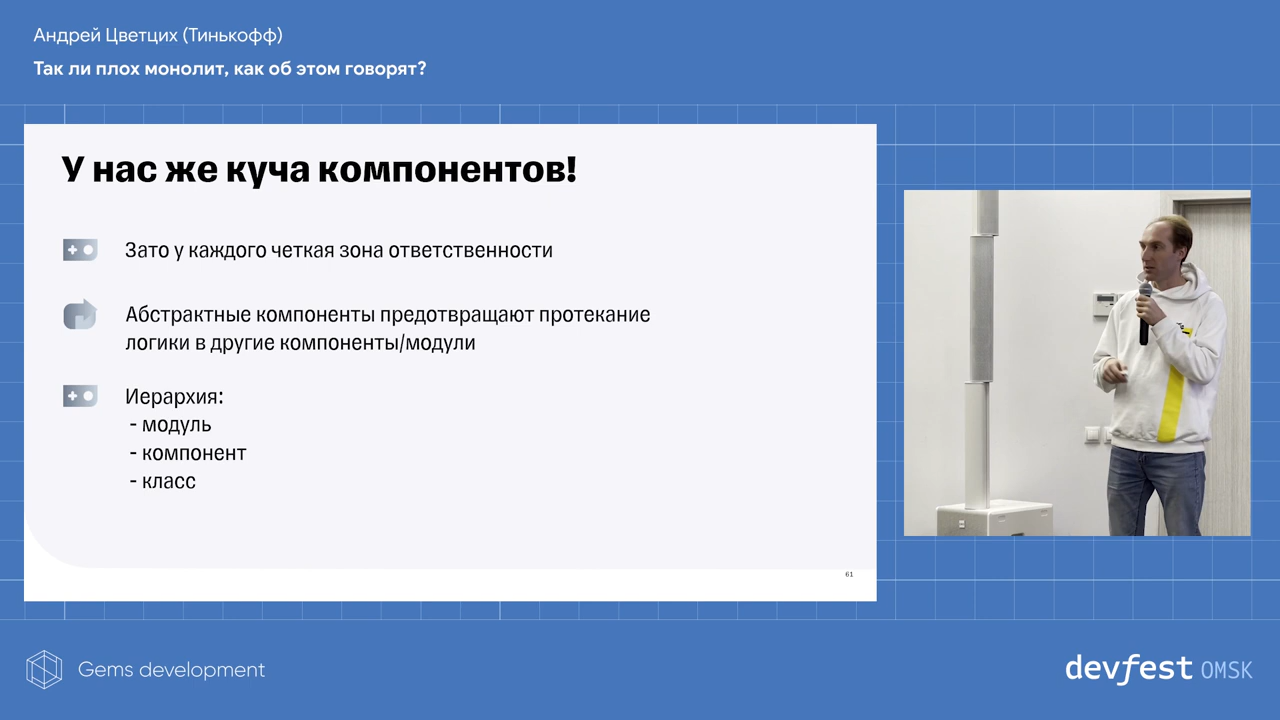 Андрей Цветцих (Тинькофф)
Так ли плох монолит, как об этом говорят?
У нас же куча компонентов!
Зато у каждого четкая зона ответственности
Абстрактные компоненты предотвращают протекание
логики в другие компоненты/модули
Иерархия:
- модуль
- компонент
- класс
61
Gems development
devfest OMSK